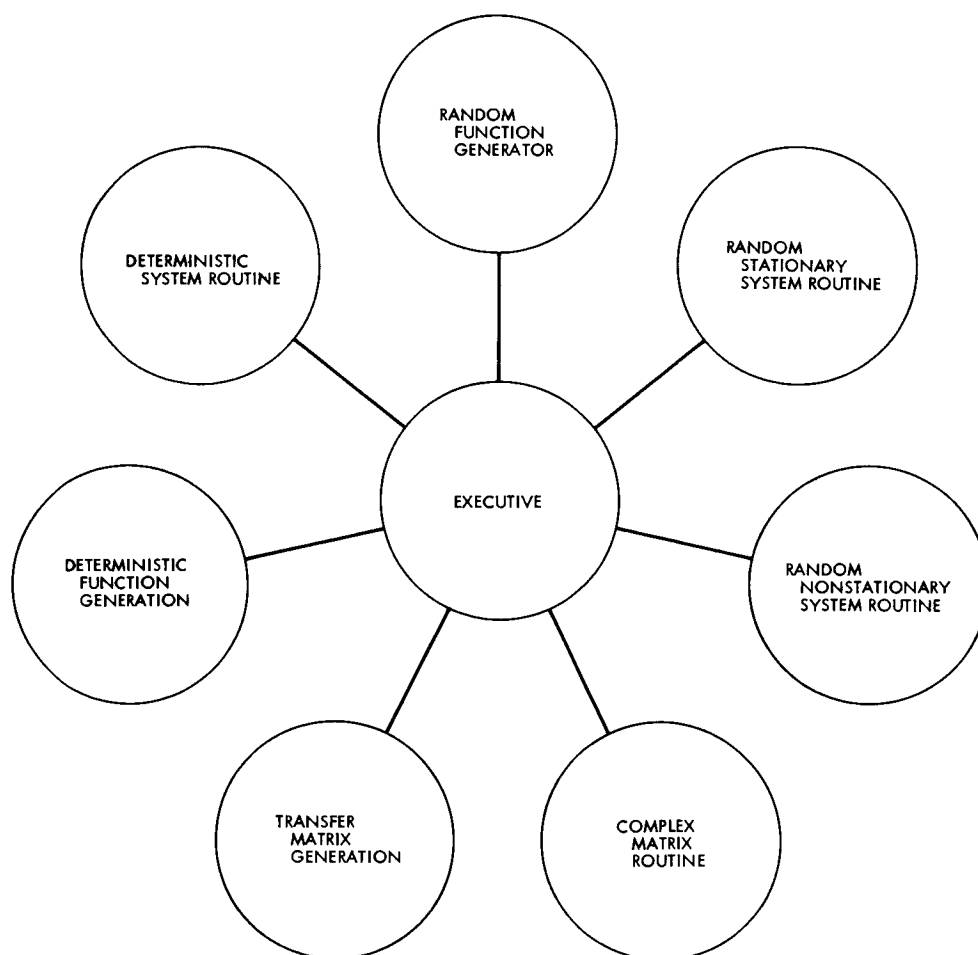 RANDOM
FUNCTION
GENERATOR
DETERMINISTIC
SYSTEM ROUTINE
RANDOM
STATIONARY
SYSTEM ROUTINE
EXECUTIVE
DETERMINISTIC
FUNCTION
GENERATION
RANDOM
NONSTATIONARY
SYSTEM ROUTINE
TRANSFER
MATRIX
GENERATION
COMPLEX
MATRIX
ROUTINE